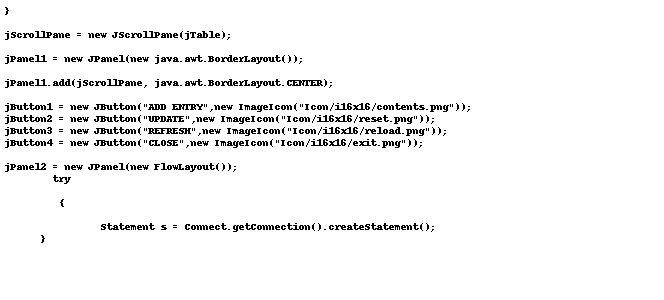 }
jScrollPane = new JScrollPane(jTable);
jPanel1 = new JPanel(new java.awt.BorderLayout());
jPanel1.add(jScrollPane, java.awt.BorderLayout.CENTER);
jButton1 = new JButton("ADD ENTRY",new ImageIcon("Icon/i16x16/contents.png"));
jButton2 = new JButton("UPDATE",new ImageIcon("Icon/i16x16/reset.png"));
jButton3 = new JButton("REFRESH",new ImageIcon("Icon/i16x16/reload.png"));
jButton4 = new JButton("CLOSE",new ImageIcon("Icon/i16x16/exit.png"));
jPanel2 = new JPanel(new FlowLayout());
try
{
Statement s = Connect.getConnection().createStatement();
}